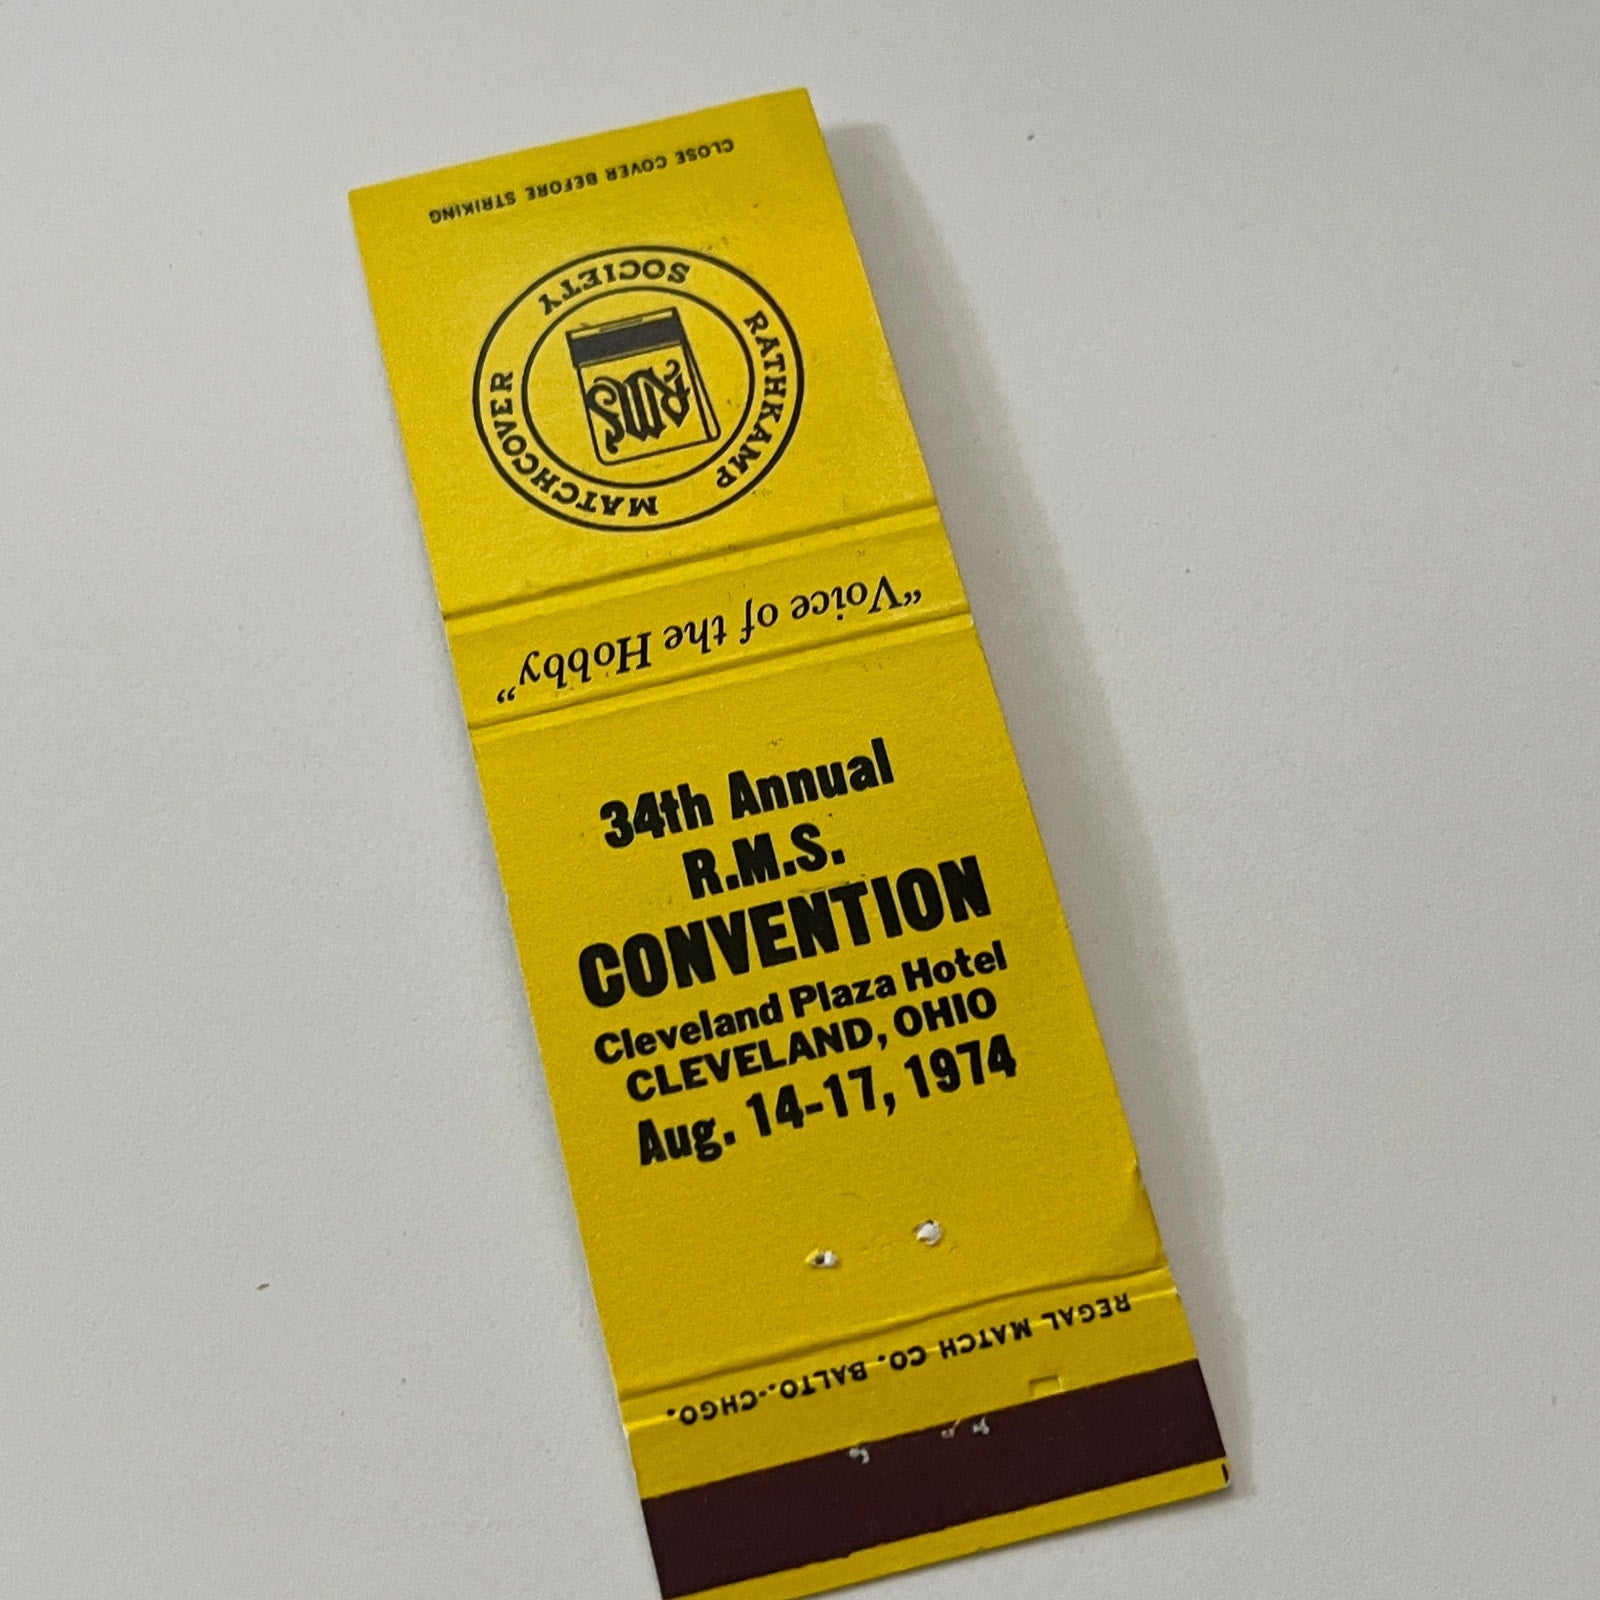 CLOSE COVER BEFORE STRIKING
RATHKAMP MATCHCOVER SOCIETY
RMS
"Voice of the Hobby"
34th Annual
R.M.S.
CONVENTION
Cleveland Plaza Hotel
CLEVELAND, OHIO
Aug. 14-17, 1974
REGAL MATCH CO. BALTO.-CHGO.